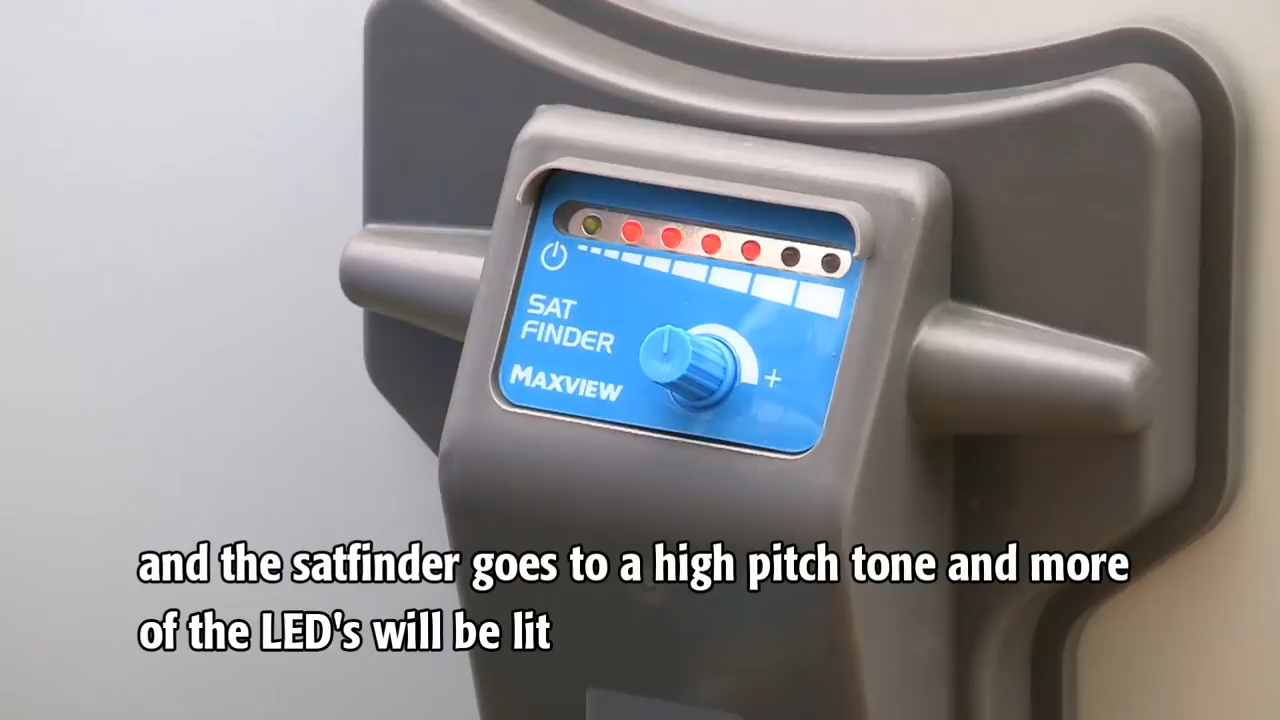 SAT
FINDER
MAXVIEW
+
and the satfinder goes to a high pitch tone and more
of the LED's will be lit